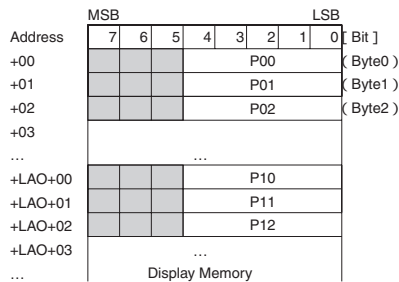 MSB LSB
Address 7 6 5 4 3 2 1 0 [ Bit ]
+00 P00 ( Byte0 )
+01 P01 ( Byte1 )
+02 P02 ( Byte2 )
+03
… …
+LAO+00 P10
+LAO+01 P11
+LAO+02 P12
+LAO+03 …
… Display Memory